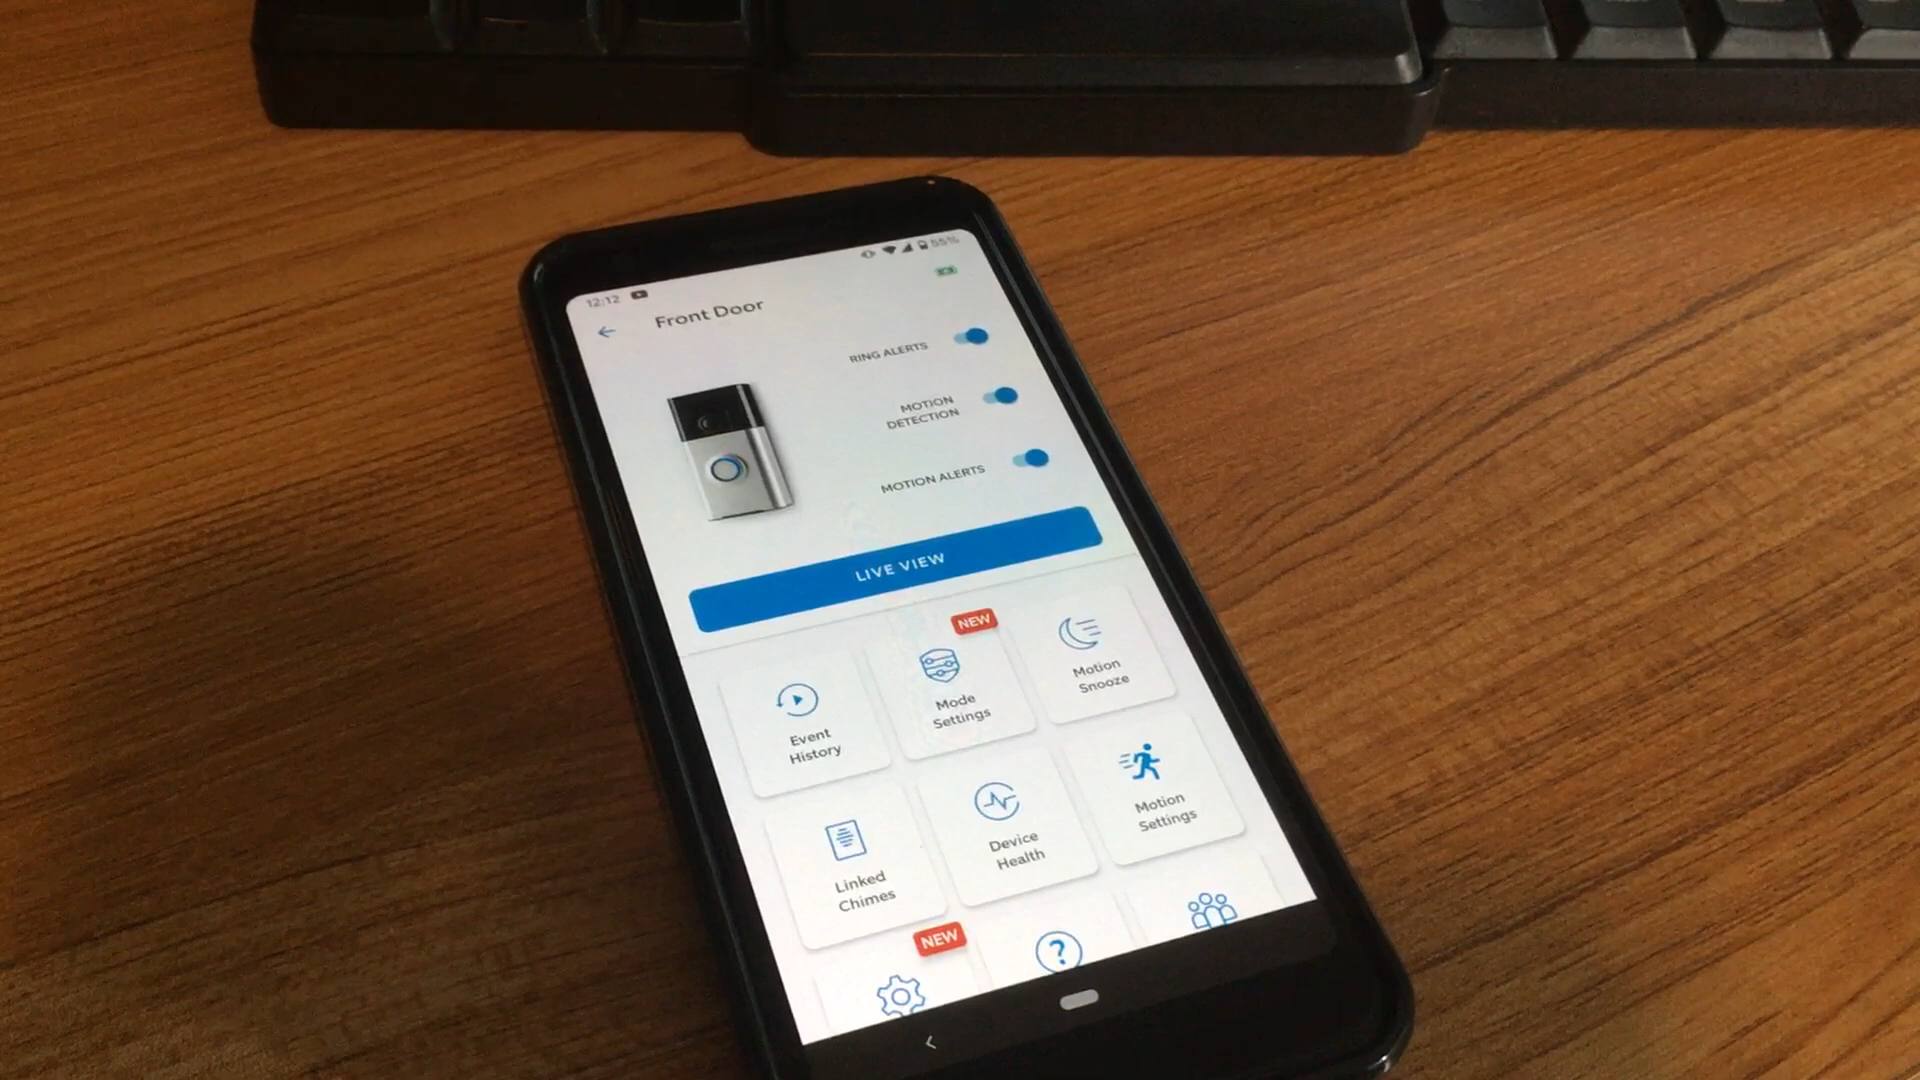 12:12
55%
Front Door
RING ALERTS
MOTION
DETECTION
MOTION ALERTS
LIVE VIEW
NEW
Event
History
Mode
Settings
Motion
Snooze
Linked
Chimes
Device
Health
Motion
Settings
NEW
?